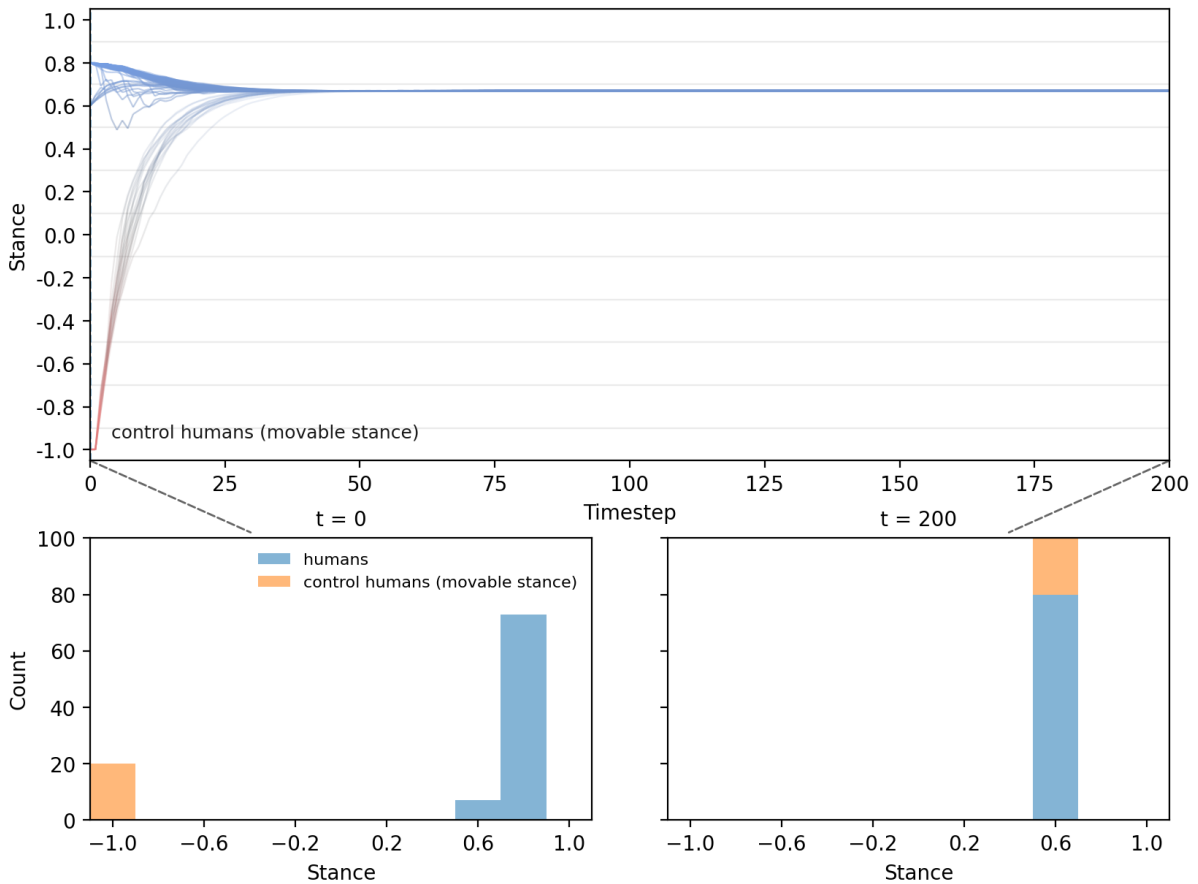 1.0
0.8
0.6
0.4
0.2
0.0
-0.2
-0.4
-0.6
-0.8
-1.0
Stance
control humans (movable stance)
0 25 50 75 100 125 150 175 200
Timestep
t = 0
t = 200
100
80
60
40
20
0
Count
humans
control humans (movable stance)
−1.0 −0.6 −0.2 0.2 0.6 1.0
Stance
−1.0 −0.6 −0.2 0.2 0.6 1.0
Stance